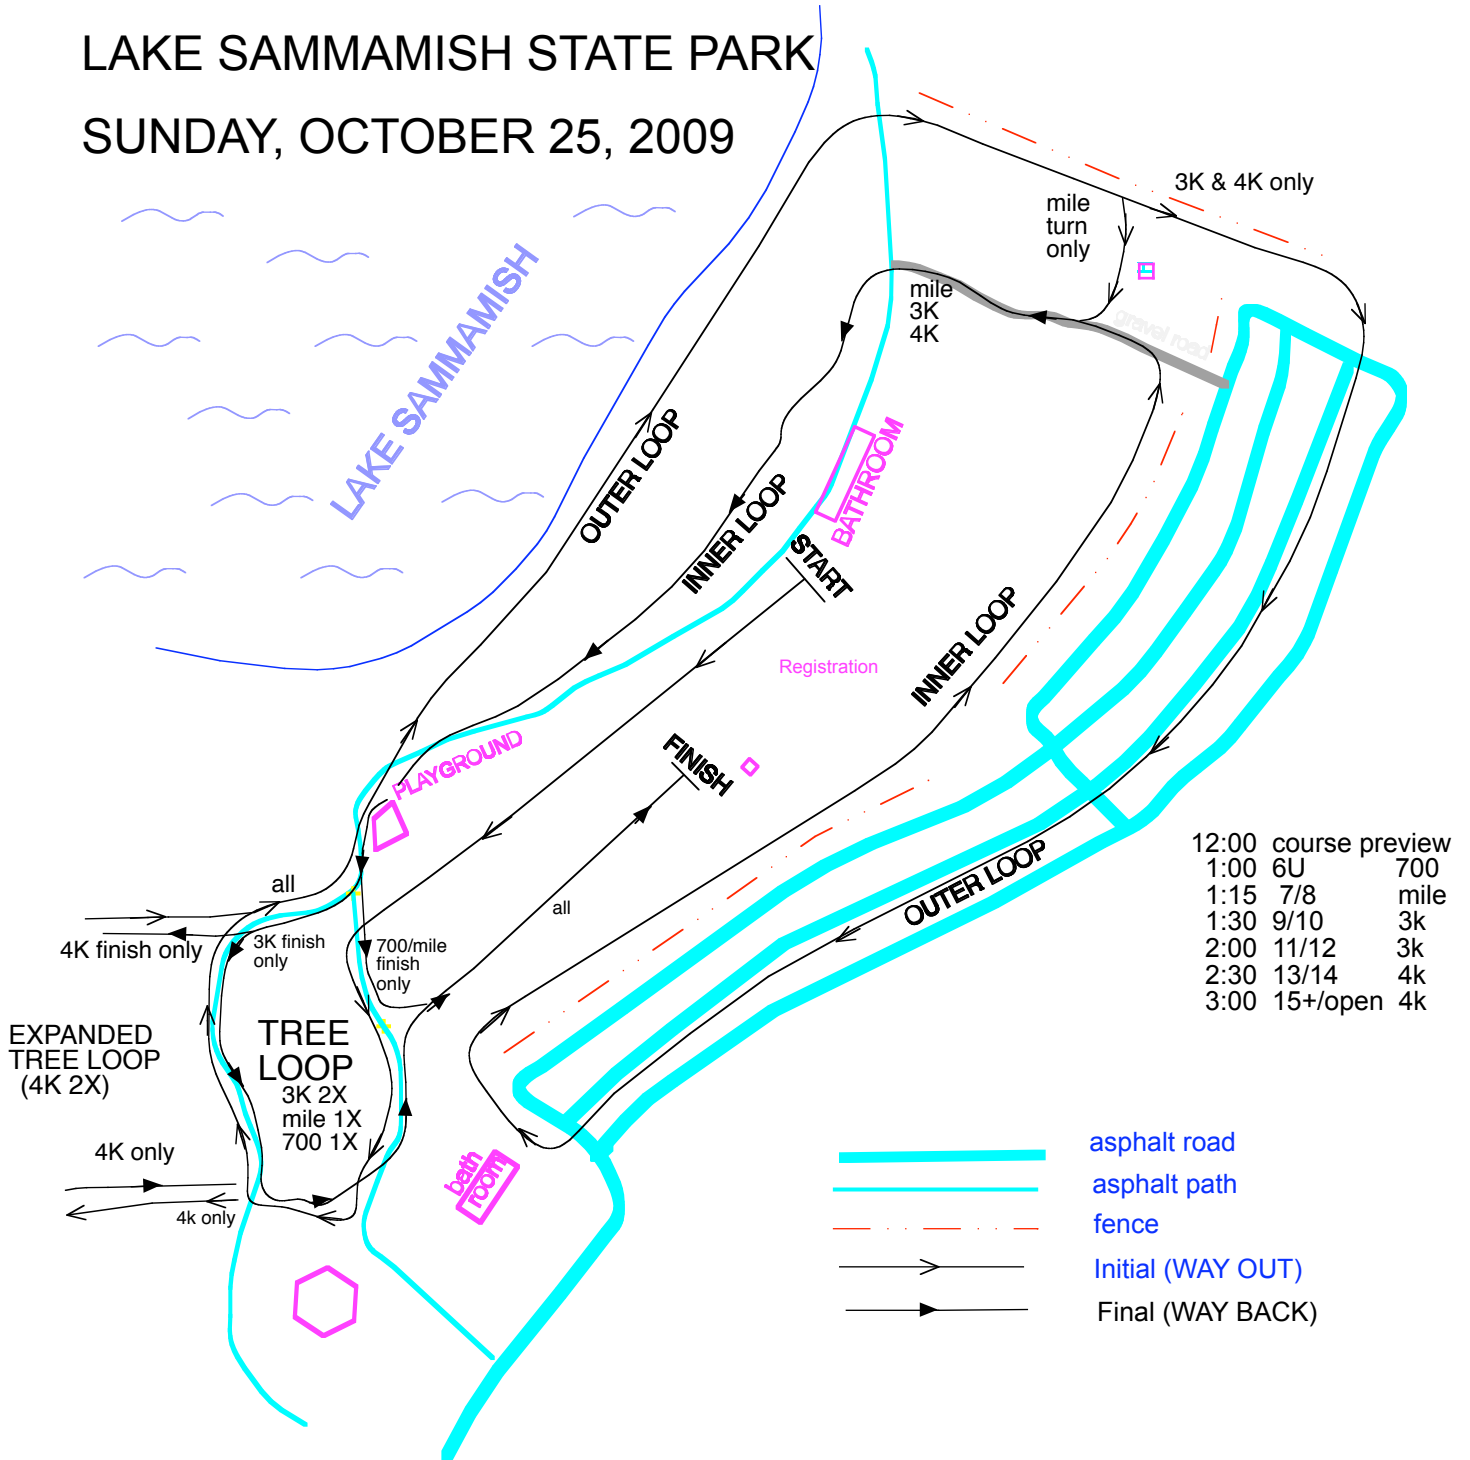 LAKE SAMMAMISH STATE PARK
SUNDAY, OCTOBER 25, 2009
3K & 4K only
mile
turn
only
mile
3K
4K
gravel road
LAKE SAMMAMISH
OUTER LOOP
INNER LOOP
BATHROOM
START
Registration
INNER LOOP
FINISH
PLAYGROUND
all
all
4K finish only
3K finish
only
700/mile
finish
only
OUTER LOOP
12:00 course preview
1:00 6U 700
1:15 7/8 mile
1:30 9/10 3k
2:00 11/12 3k
2:30 13/14 4k
3:00 15+/open 4k
EXPANDED
TREE LOOP
(4K 2X)
TREE
LOOP
3K 2X
mile 1X
700 1X
4K only
4k only
bath
room
asphalt road
asphalt path
fence
Initial (WAY OUT)
Final (WAY BACK)